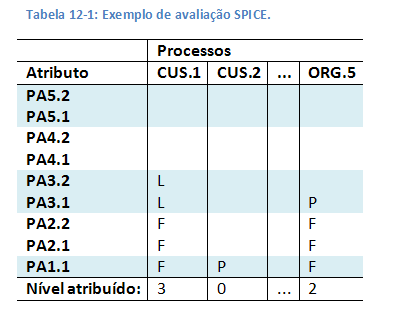 Tabela 12-1: Exemplo de avaliação SPICE.
Processos
Atributo CUS.1 CUS.2 ... ORG.5
PA5.2
PA5.1
PA4.2
PA4.1
PA3.2 L
PA3.1 L P
PA2.2 F F
PA2.1 F F
PA1.1 F P F
Nível atribuído: 3 0 ... 2